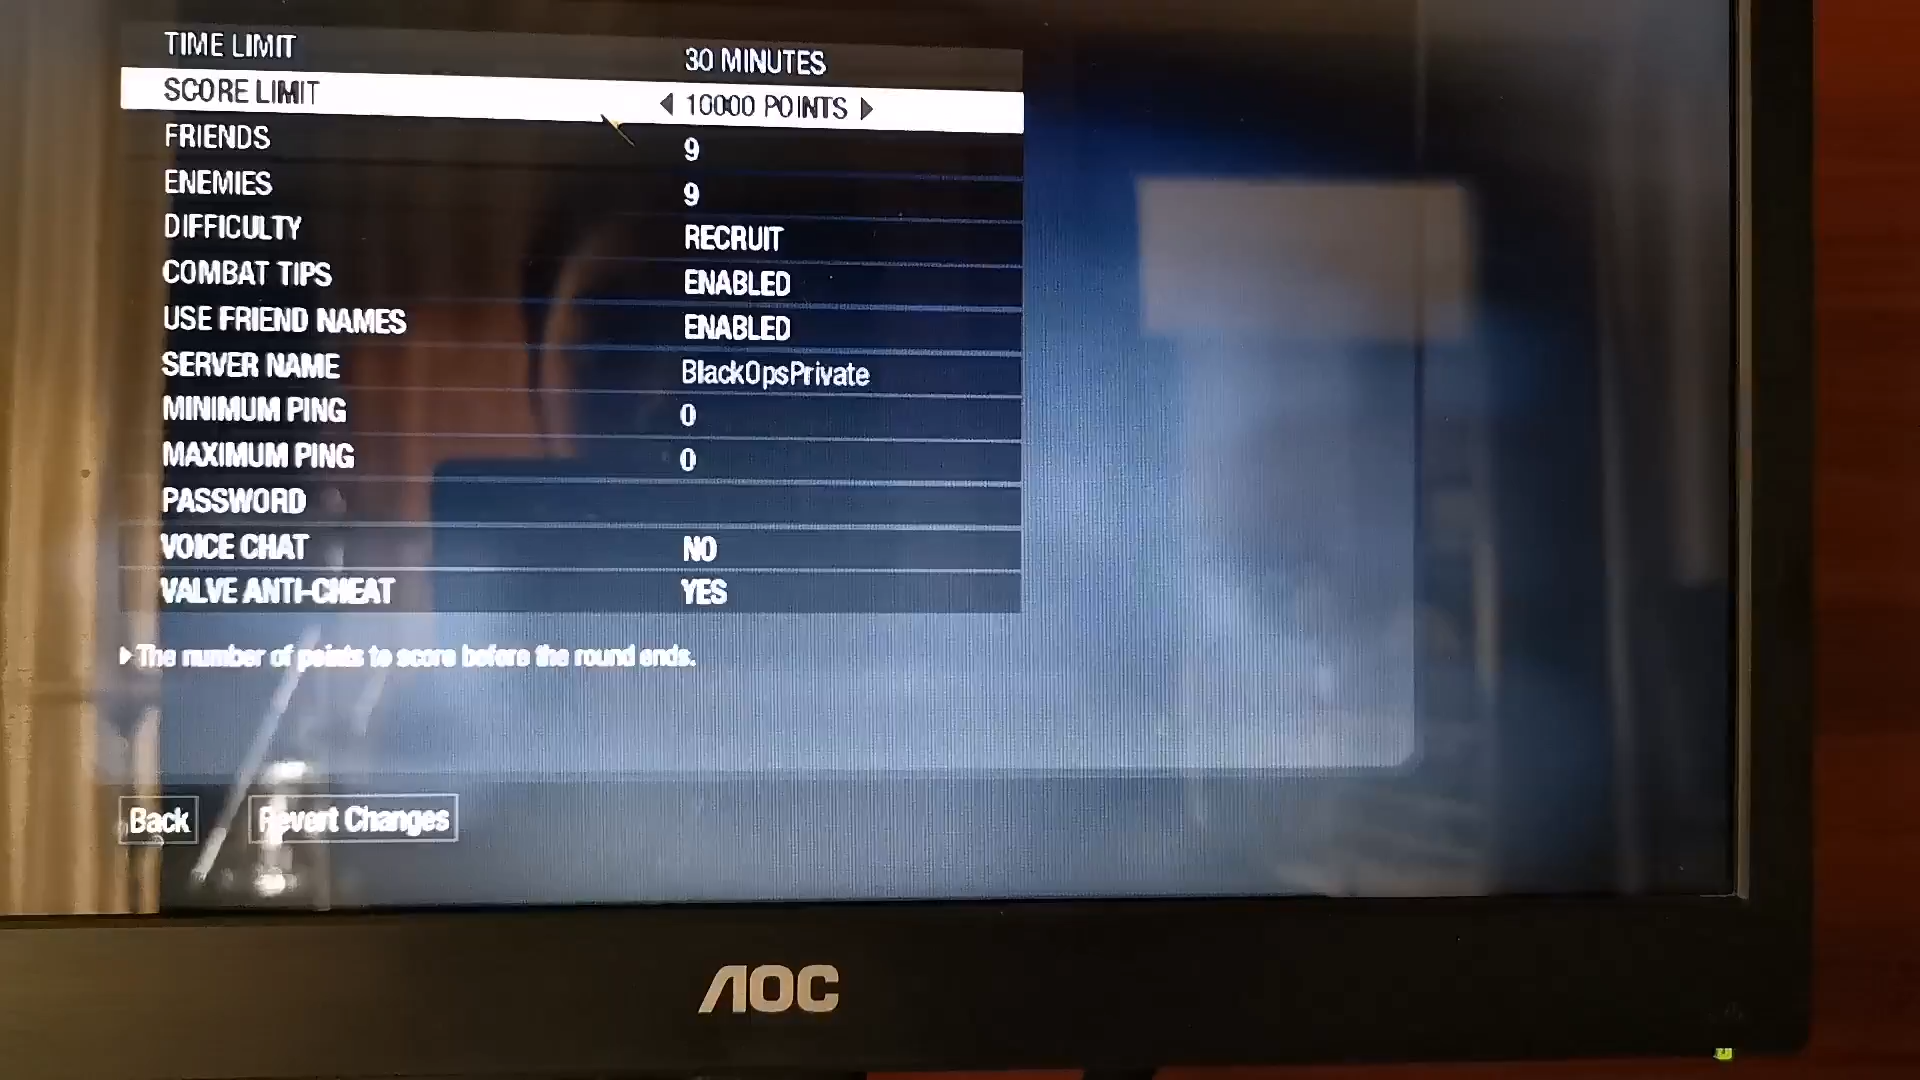 TIME LIMIT 30 MINUTES
SCORE LIMIT 10000 POINTS
FRIENDS 9
ENEMIES 9
DIFFICULTY RECRUIT
COMBAT TIPS ENABLED
USE FRIEND NAMES ENABLED
SERVER NAME BlackOpsPrivate
MINIMUM PING 0
MAXIMUM PING 0
PASSWORD
VOICE CHAT NO
VALVE ANTI-CHEAT YES
The number of points to score before the round ends.
Back Revert Changes
AOC